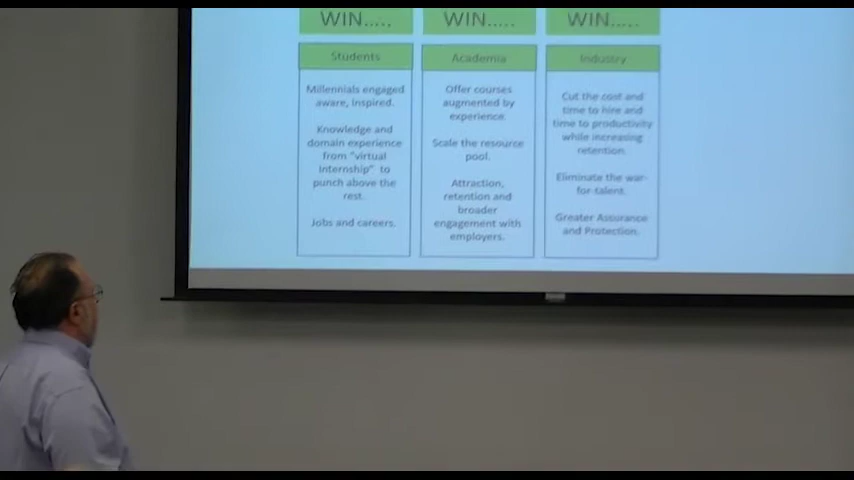 WIN.....
WIN.....
WIN.....
Students
Millennials engaged
aware, inspired.
Knowledge and
domain experience
from "virtual
Internship" to
punch above the
rest.
Jobs and careers.
Academia
Offer courses
augmented by
experience.
Scale the resource
pool.
Attraction,
retention and
broader
engagement with
employers.
Industry
Cut the cost and
time to hire and
time to productivity
while increasing
retention.
Eliminate the war-
for-talent.
Greater Assurance
and Protection.